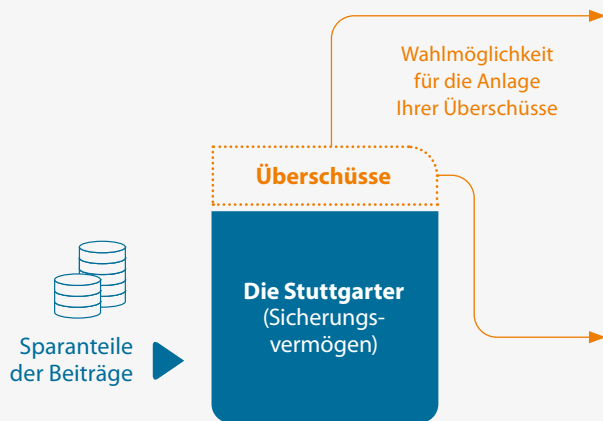 Wahlmöglichkeit
für die Anlage
Ihrer Überschüsse
Überschüsse
Die Stuttgarter
(Sicherungs-
vermögen)
Sparanteile
der Beiträge